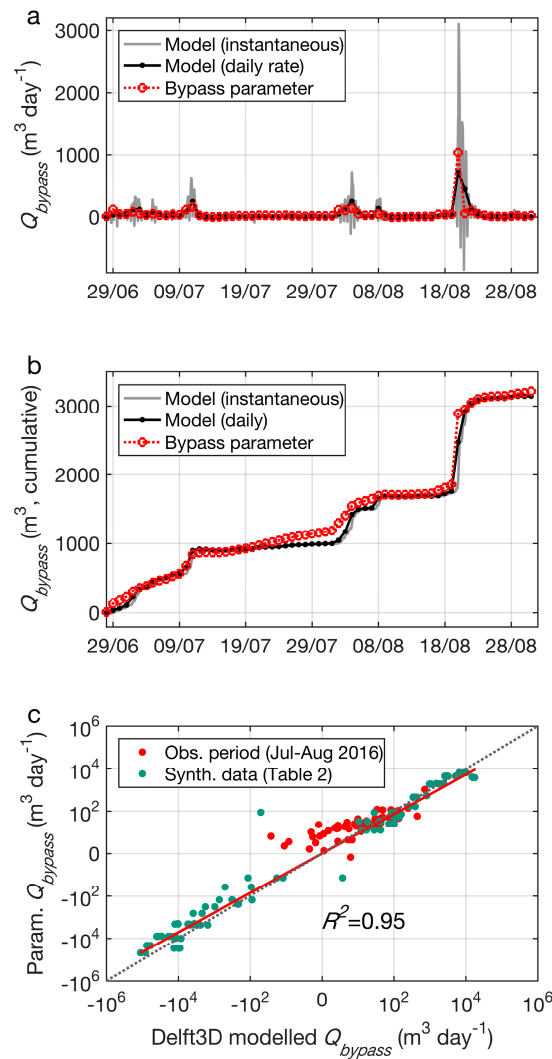 a
3000
2000
1000
0
Q_bypass (m³ day⁻¹)
Model (instantaneous)
Model (daily rate)
Bypass parameter
29/06 09/07 19/07 29/07 08/08 18/08 28/08
b
3000
2000
1000
0
Q_bypass (m³ , cumulative)
Model (instantaneous)
Model (daily)
Bypass parameter
29/06 09/07 19/07 29/07 08/08 18/08 28/08
c
10⁶
10⁴
10²
0
-10²
-10⁴
-10⁶
Param. Q_bypass (m³ day⁻¹)
Obs. period (Jul-Aug 2016)
Synth. data (Table 2)
R²=0.95
-10⁶ -10⁴ -10² 0 10² 10⁴ 10⁶
Delft3D modelled Q_bypass (m³ day⁻¹)